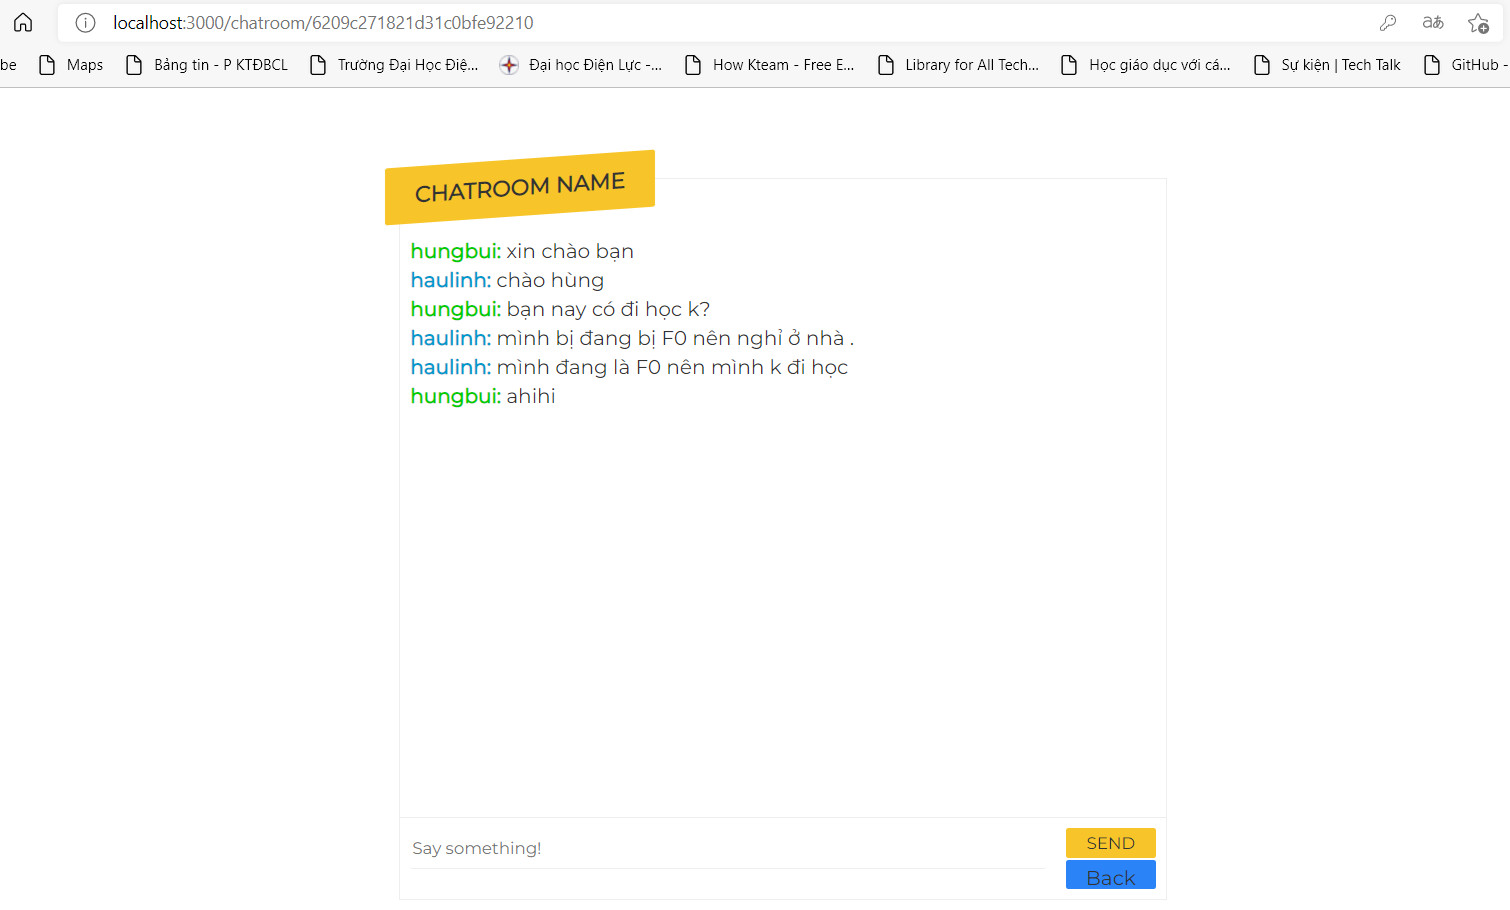 localhost:3000/chatroom/6209c271821d31c0bfe92210
be Maps Bảng tin - P KTĐBCL Trường Đại Học Điệ... Đại học Điện Lực -... How Kteam - Free E... Library for All Tech... Học giáo dục với cá... Sự kiện | Tech Talk GitHub -
CHATROOM NAME
hungbui: xin chào bạn
haulinh: chào hùng
hungbui: bạn nay có đi học k?
haulinh: mình bị đang bị F0 nên nghỉ ở nhà .
haulinh: mình đang là F0 nên mình k đi học
hungbui: ahihi
Say something!
SEND
Back